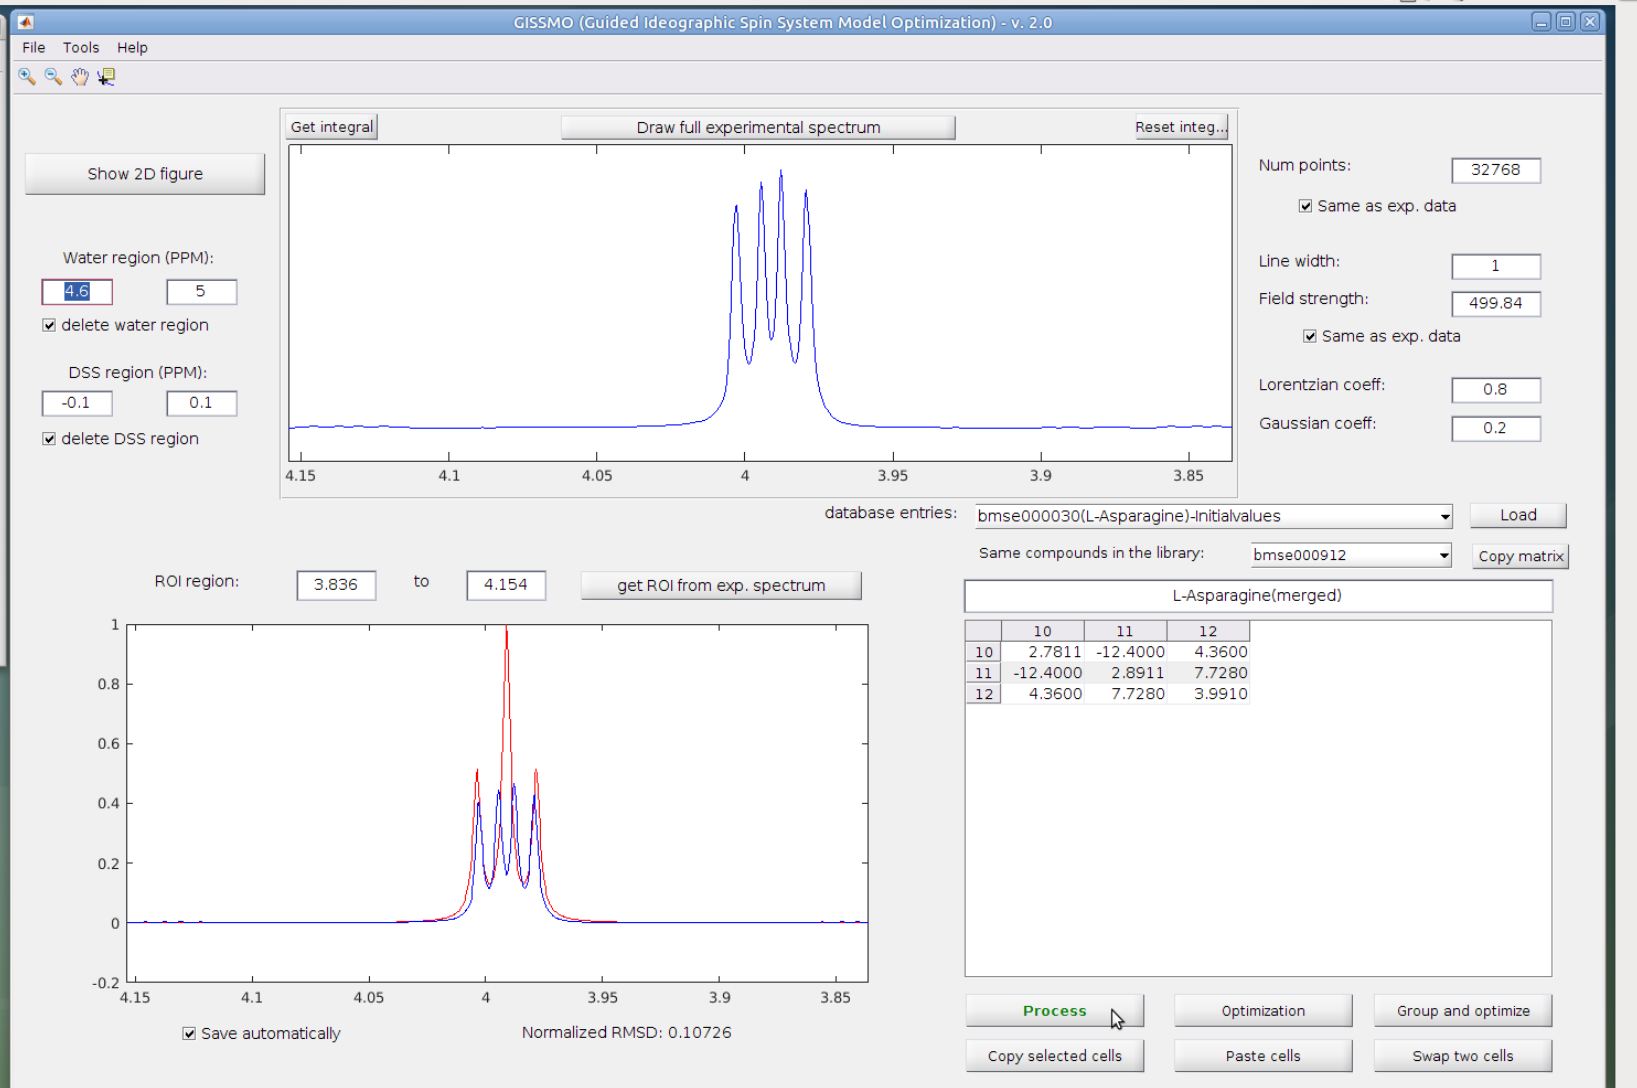 GISSMO (Guided Ideographic Spin System Model Optimization) - v. 2.0
File Tools Help
Get integral Draw full experimental spectrum Reset integ...
Show 2D figure
Num points: 32768
Same as exp. data
Water region (PPM):
4.6 5
delete water region
Line width: 1
Field strength: 499.84
Same as exp. data
DSS region (PPM):
-0.1 0.1
delete DSS region
Lorentzian coeff: 0.8
Gaussian coeff: 0.2
4.15 4.1 4.05 4 3.95 3.9 3.85
database entries: bmse000030(L-Asparagine)-Initialvalues Load
Same compounds in the library: bmse000912 Copy matrix
ROI region: 3.836 to 4.154 get ROI from exp. spectrum
L-Asparagine(merged)
10 11 12
10 2.7811 -12.4000 4.3600
11 -12.4000 2.8911 7.7280
12 4.3600 7.7280 3.9910
1
0.8
0.6
0.4
0.2
0
-0.2
4.15 4.1 4.05 4 3.95 3.9 3.85
Save automatically Normalized RMSD: 0.10726
Process Optimization Group and optimize
Copy selected cells Paste cells Swap two cells